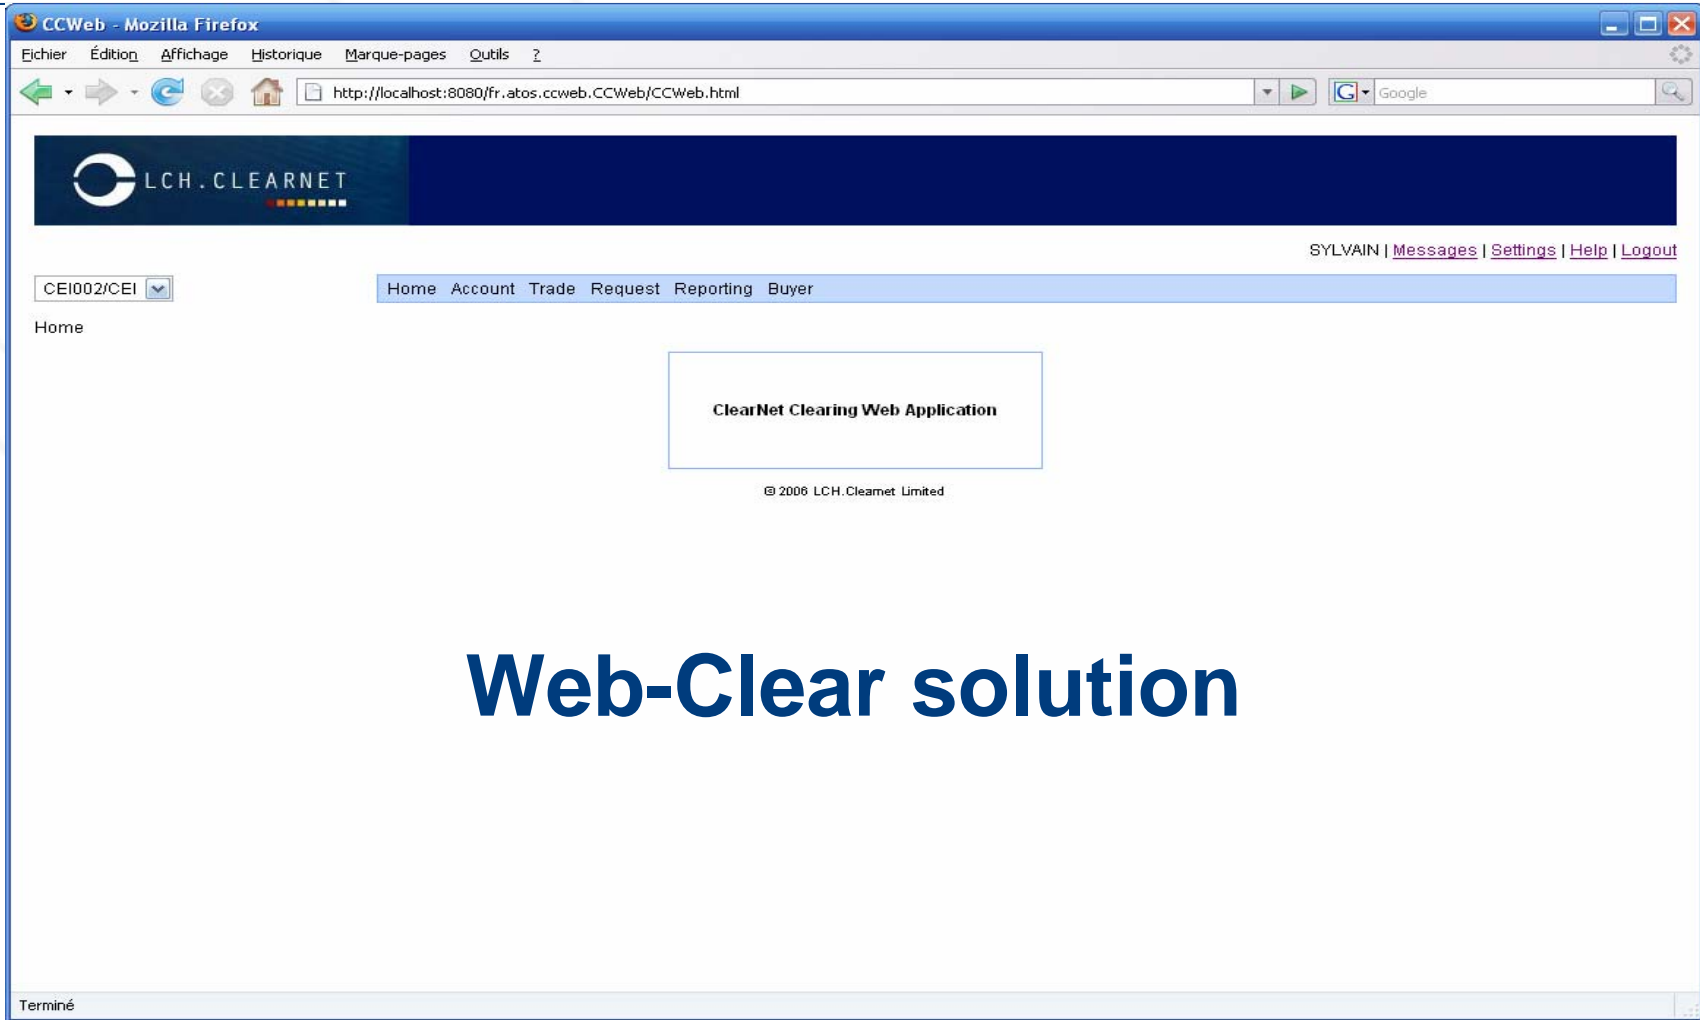 CCWeb - Mozilla Firefox
Fichier Édition Affichage Historique Marque-pages Outils ?
http://localhost:8080/fr.atos.ccweb.CCWeb/CCWeb.html
G Google
LCH.CLEARNET
SYLVAIN | Messages | Settings | Help | Logout
CEI002/CEI
Home Account Trade Request Reporting Buyer
Home
ClearNet Clearing Web Application
© 2006 LCH.Clearnet Limited
Web-Clear solution
Terminé